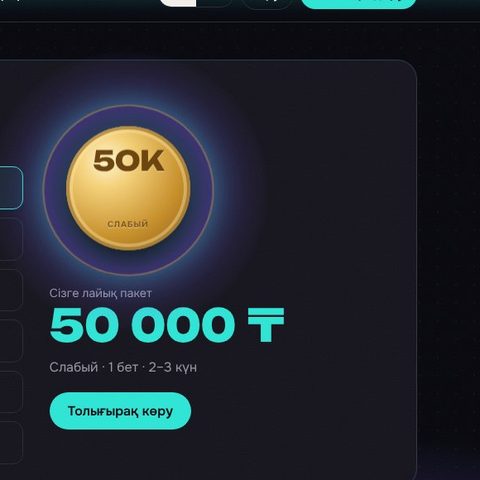 50K
СЛАБЫЙ
Сізге лайық пакет
50 000 ₸
Слабый · 1 бет · 2–3 күн
Толығырақ көру